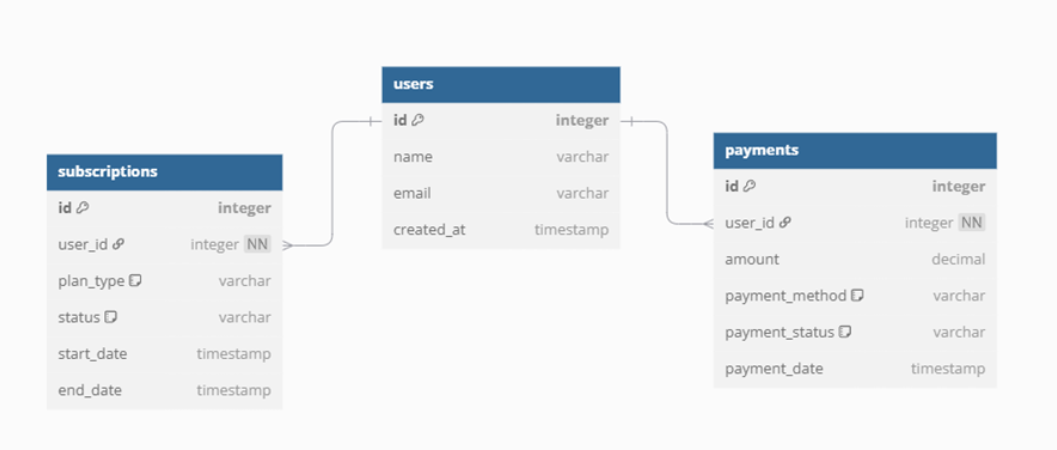 users
id integer
name varchar
email varchar
created_at timestamp
subscriptions
id integer
user_id integer NN
plan_type varchar
status varchar
start_date timestamp
end_date timestamp
payments
id integer
user_id integer NN
amount decimal
payment_method varchar
payment_status varchar
payment_date timestamp